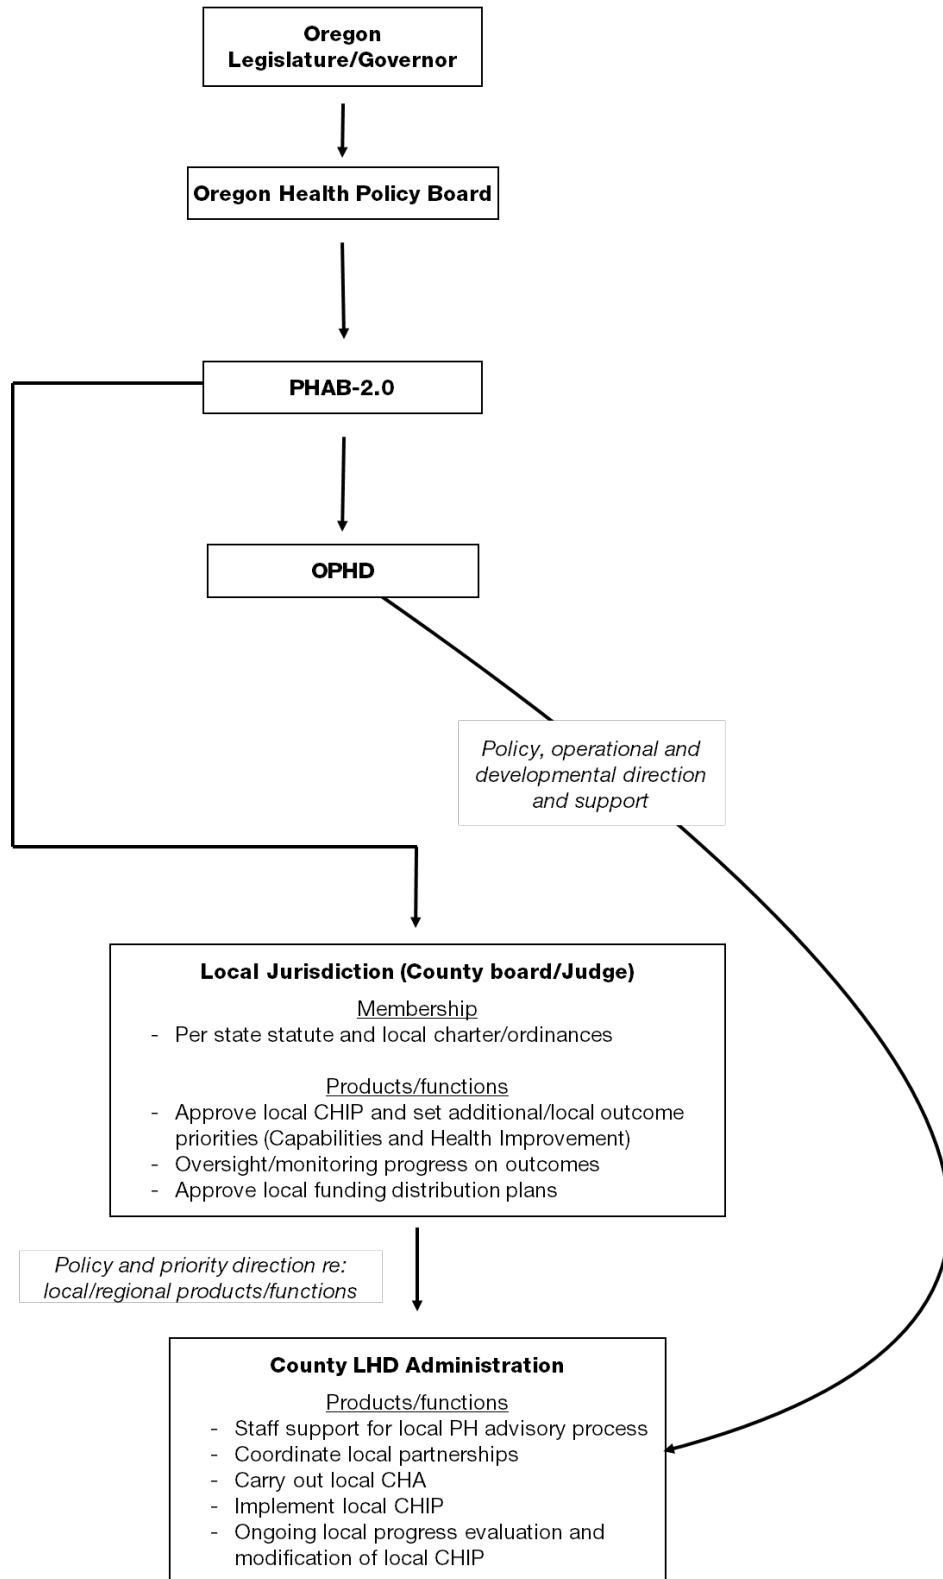 Oregon
Legislature/Governor
Oregon Health Policy Board
PHAB-2.0
OPHD
Policy, operational and
developmental direction
and support
Local Jurisdiction (County board/Judge)
Membership
- Per state statute and local charter/ordinances
Products/functions
- Approve local CHIP and set additional/local outcome
priorities (Capabilities and Health Improvement)
- Oversight/monitoring progress on outcomes
- Approve local funding distribution plans
Policy and priority direction re:
local/regional products/functions
County LHD Administration
Products/functions
- Staff support for local PH advisory process
- Coordinate local partnerships
- Carry out local CHA
- Implement local CHIP
- Ongoing local progress evaluation and
modification of local CHIP